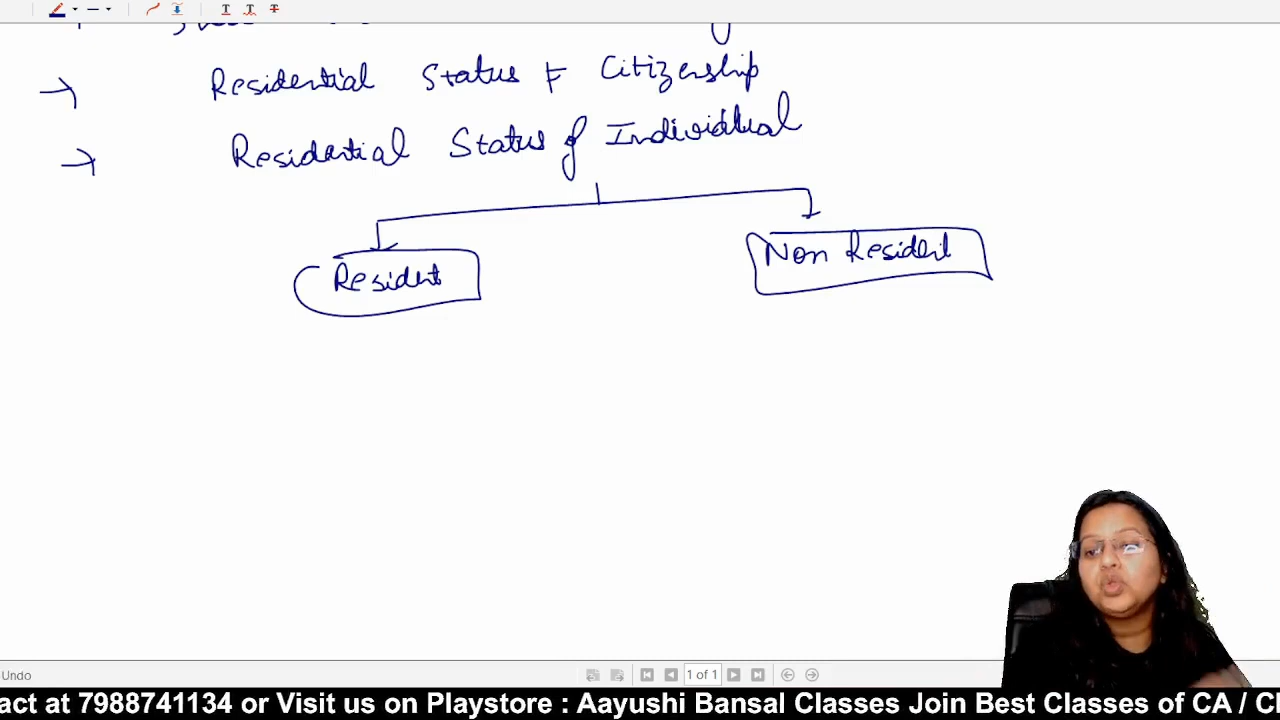 → Residential Status ≠ Citizenship
→ Residential Status of Individual
Resident
Non Resident
Undo
1 of 1
act at 7988741134 or Visit us on Playstore : Aayushi Bansal Classes Join Best Classes of CA /